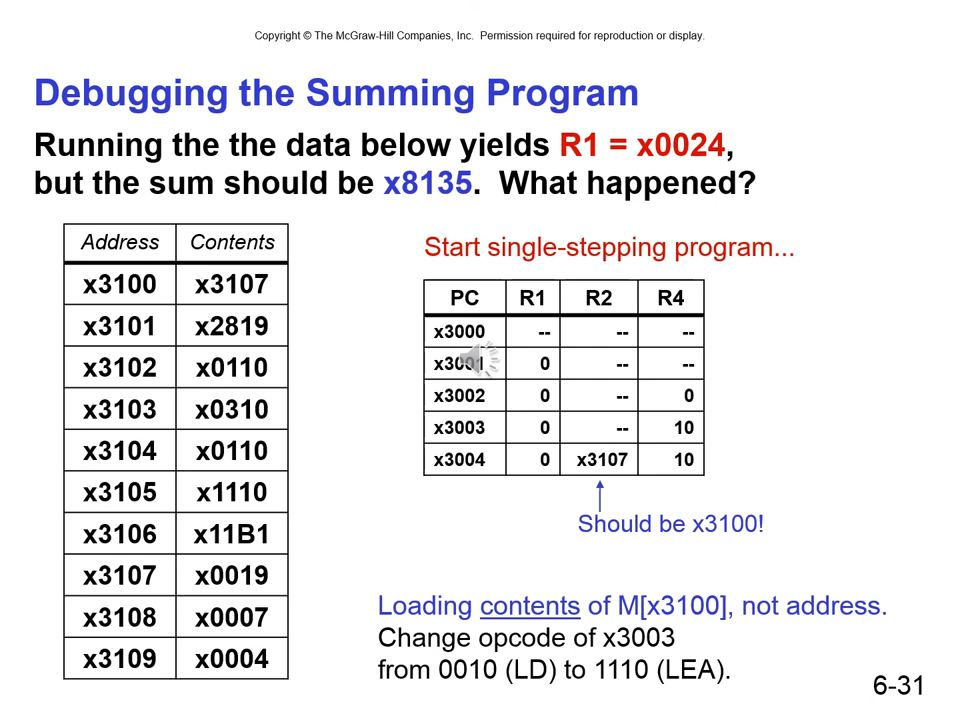 Copyright © The McGraw-Hill Companies, Inc.  Permission required for reproduction or display.
Debugging the Summing Program
Running the the data below yields R1 = x0024,
but the sum should be x8135.  What happened?
Address Contents
x3100 x3107
x3101 x2819
x3102 x0110
x3103 x0310
x3104 x0110
x3105 x1110
x3106 x11B1
x3107 x0019
x3108 x0007
x3109 x0004
Start single-stepping program...
PC R1 R2 R4
x3000 -- -- --
x3001 0 -- --
x3002 0 -- 0
x3003 0 -- 10
x3004 0 x3107 10
Should be x3100!
Loading contents of M[x3100], not address.
Change opcode of x3003
from 0010 (LD) to 1110 (LEA).
6-31